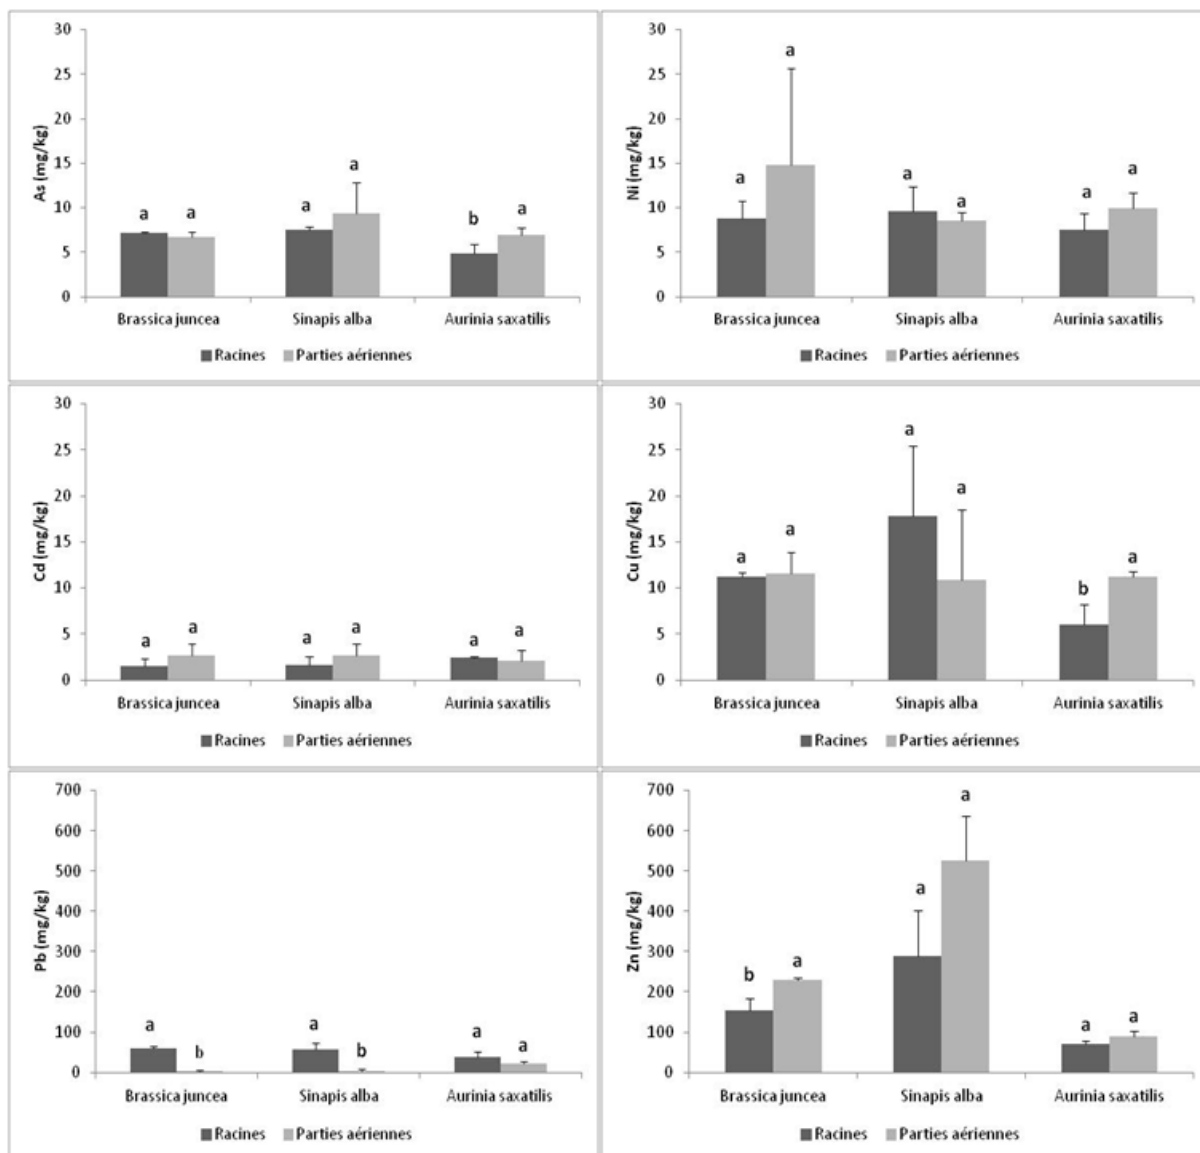 As (mg/kg)
30
25
20
15
10
5
0
a a a a b a
Brassica juncea Sinapis alba Aurinia saxatilis
Racines Parties aériennes
Ni (mg/kg)
30
25
20
15
10
5
0
a a a a a a
Brassica juncea Sinapis alba Aurinia saxatilis
Racines Parties aériennes
Cd (mg/kg)
30
25
20
15
10
5
0
a a a a a a
Brassica juncea Sinapis alba Aurinia saxatilis
Racines Parties aériennes
Cu (mg/kg)
30
25
20
15
10
5
0
a a a a b a
Brassica juncea Sinapis alba Aurinia saxatilis
Racines Parties aériennes
Pb (mg/kg)
700
600
500
400
300
200
100
0
a b a b a a
Brassica juncea Sinapis alba Aurinia saxatilis
Racines Parties aériennes
Zn (mg/kg)
700
600
500
400
300
200
100
0
b a a a a a
Brassica juncea Sinapis alba Aurinia saxatilis
Racines Parties aériennes